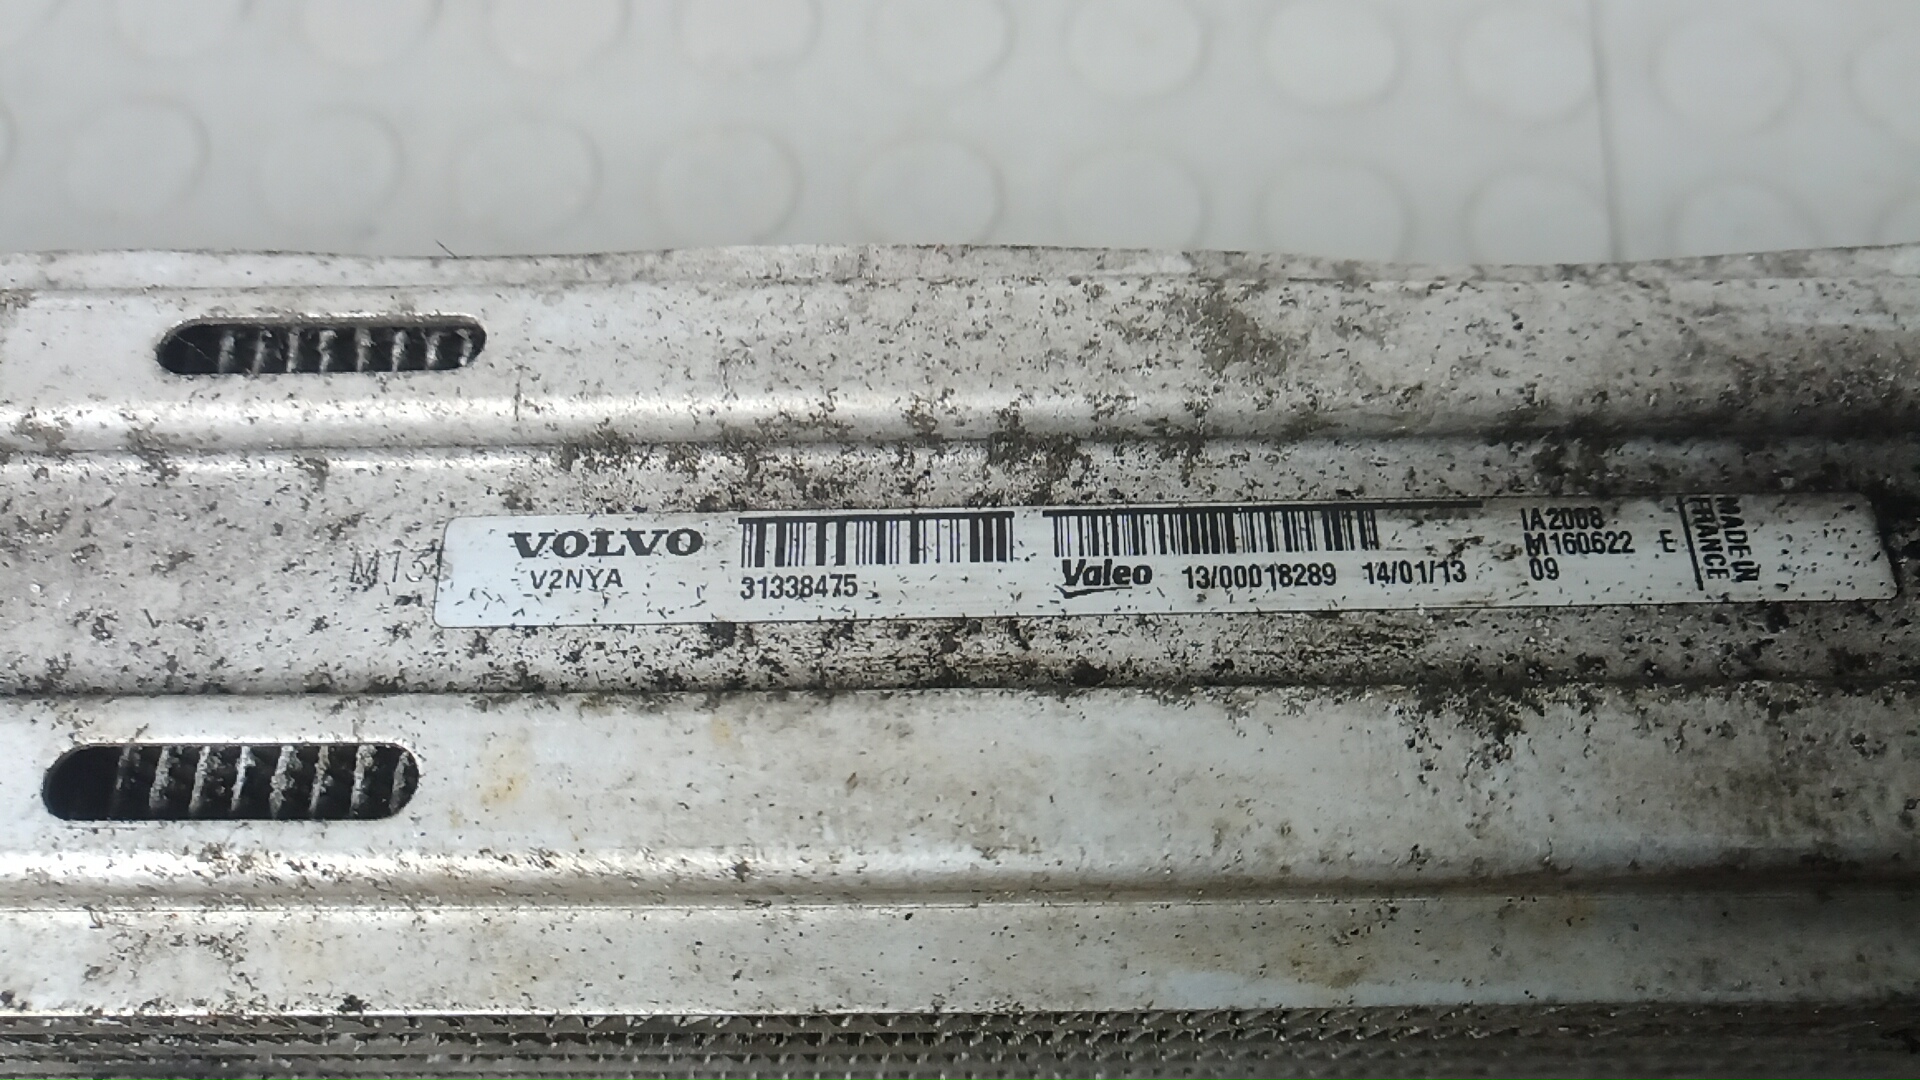 VOLVO
V2NYA
31338475
Valeo 13/00018289 14/01/13
IA2008
M160622 E
09
MADE IN
FRANCE